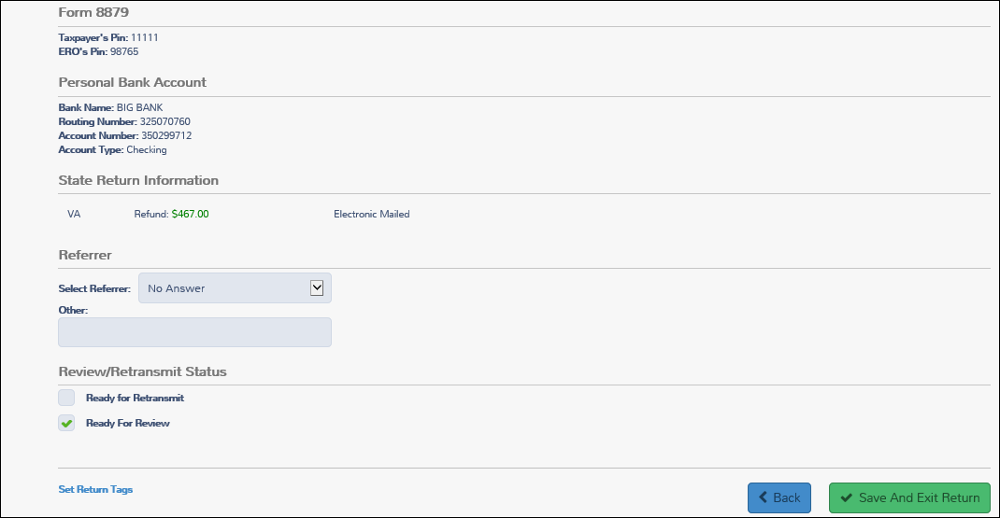 Form 8879
Taxpayer's Pin: 11111
ERO's Pin: 98765
Personal Bank Account
Bank Name: BIG BANK
Routing Number: 325070760
Account Number: 350299712
Account Type: Checking
State Return Information
VA Refund: $467.00 Electronic Mailed
Referrer
Select Referrer: No Answer
Other:
Review/Retransmit Status
Ready for Retransmit
Ready For Review
Set Return Tags Back Save And Exit Return